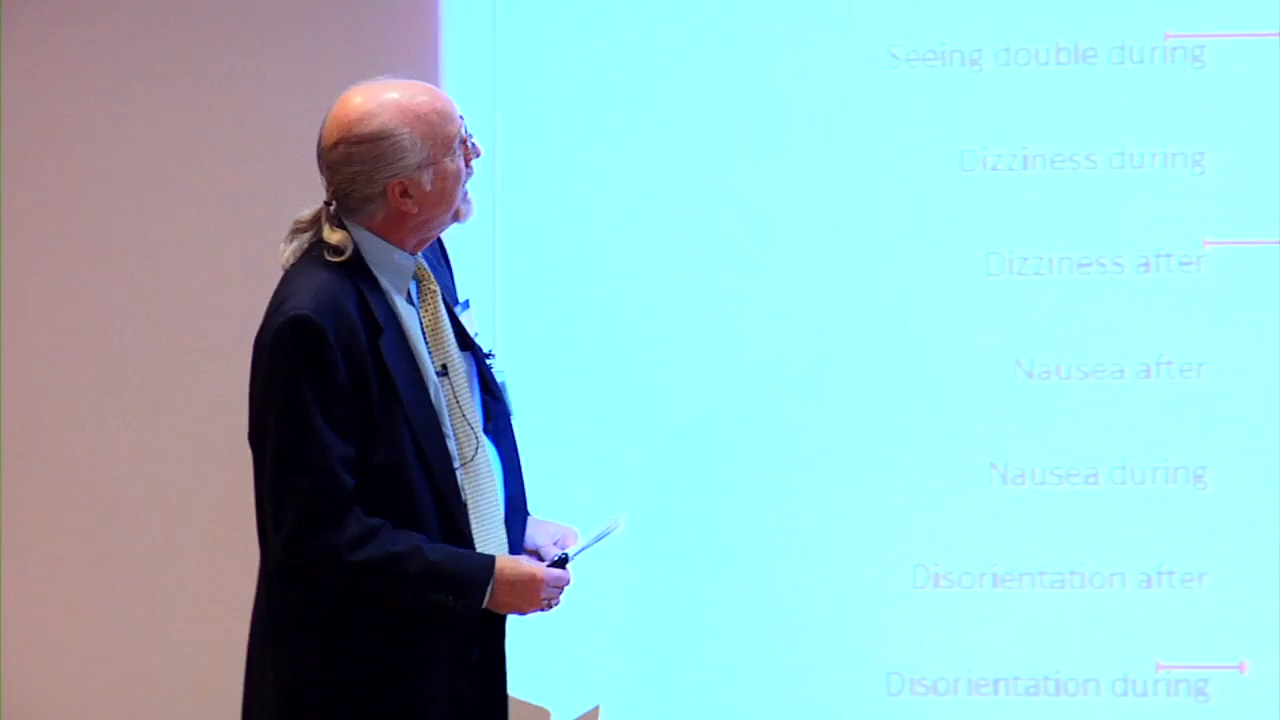 Seeing double during
Dizziness during
Dizziness after
Nausea after
Nausea during
Disorientation after
Disorientation during